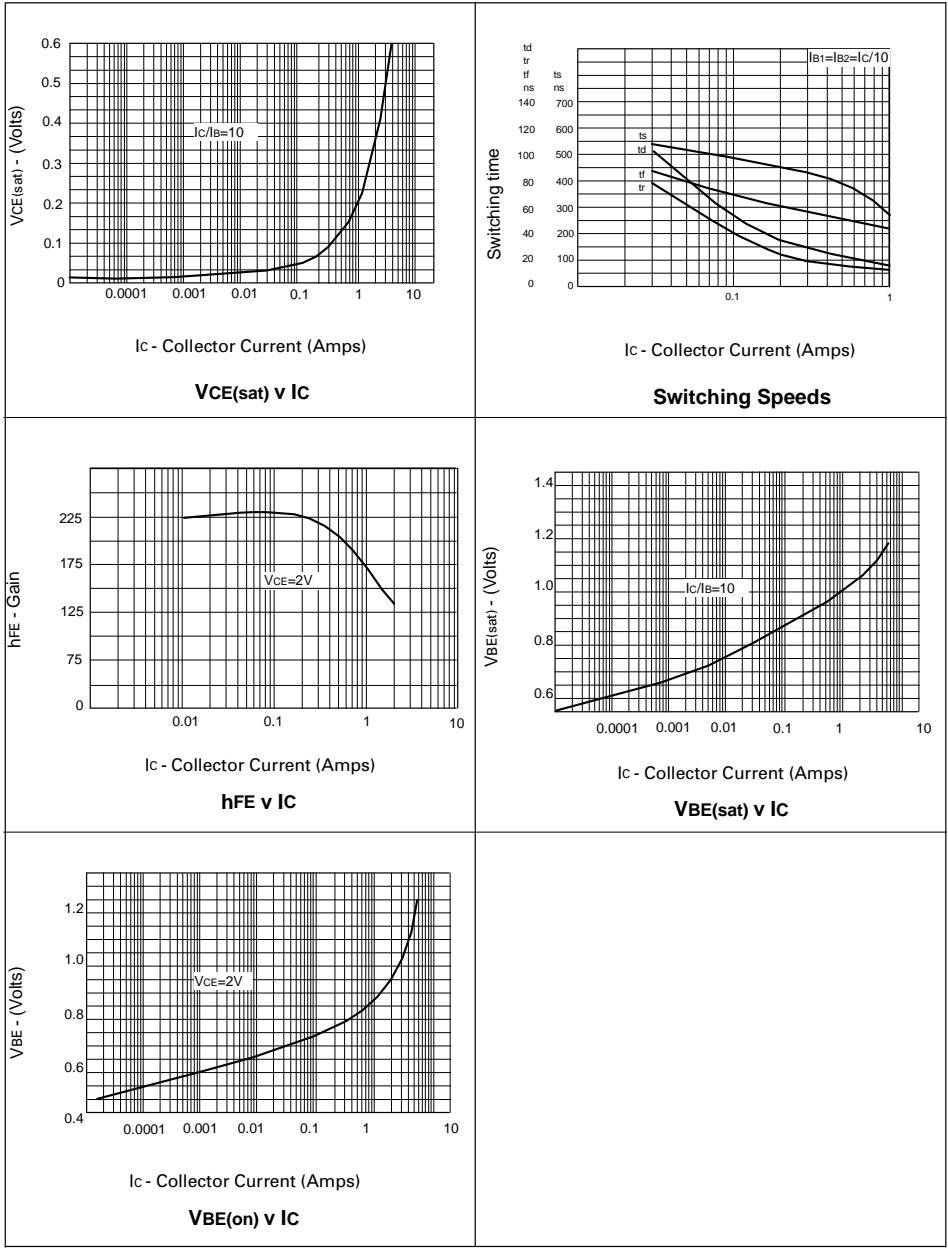 0.6
0.5
0.4
0.3
0.2
0.1
0
VCE(sat) - (Volts)
IC/IB=10
0.0001 0.001 0.01 0.1 1 10
IC - Collector Current (Amps)
VCE(sat) v IC
td
tr
tf ts
ns ns
140 700
120 600
100 500
80 400
60 300
40 200
20 100
0 0
Switching time
IB1=IB2=IC/10
ts
td
tf
tr
0.1 1
IC - Collector Current (Amps)
Switching Speeds
225
175
125
75
0
hFE - Gain
VCE=2V
0.01 0.1 1 10
IC - Collector Current (Amps)
hFE v IC
1.4
1.2
1.0
0.8
0.6
VBE(sat) - (Volts)
IC/IB=10
0.0001 0.001 0.01 0.1 1 10
IC - Collector Current (Amps)
VBE(sat) v IC
1.2
1.0
0.8
0.6
0.4
VBE - (Volts)
VCE=2V
0.0001 0.001 0.01 0.1 1 10
IC - Collector Current (Amps)
VBE(on) v IC